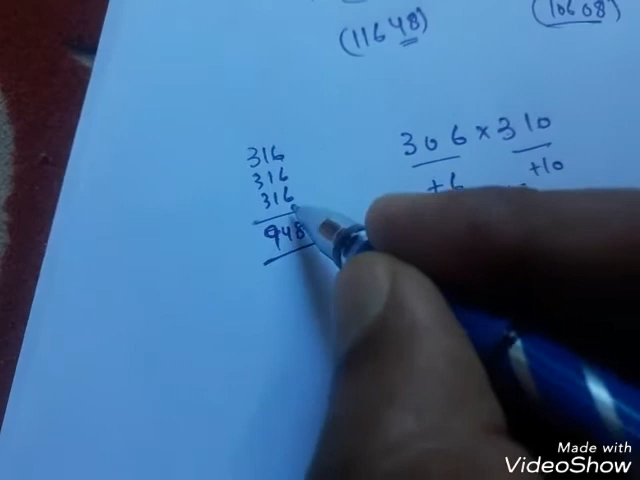 (11648)
(10608)
306 × 310
+6 +10
316
316
316
948
Made with
VideoShow